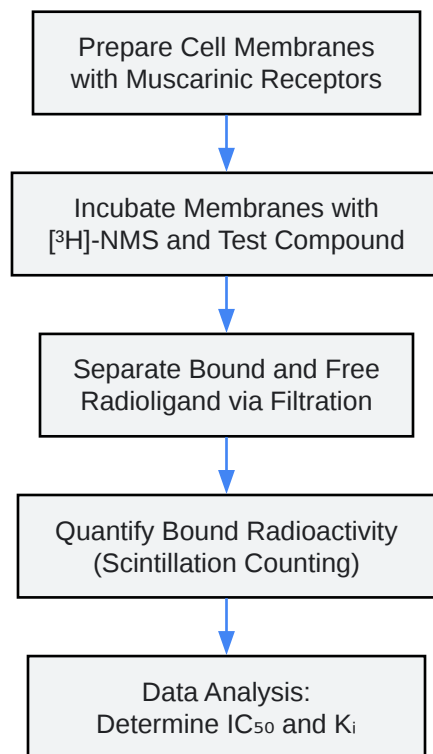 Prepare Cell Membranes
with Muscarinic Receptors
Incubate Membranes with
[³H]-NMS and Test Compound
Separate Bound and Free
Radioligand via Filtration
Quantify Bound Radioactivity
(Scintillation Counting)
Data Analysis:
Determine IC₅₀ and Kᵢ